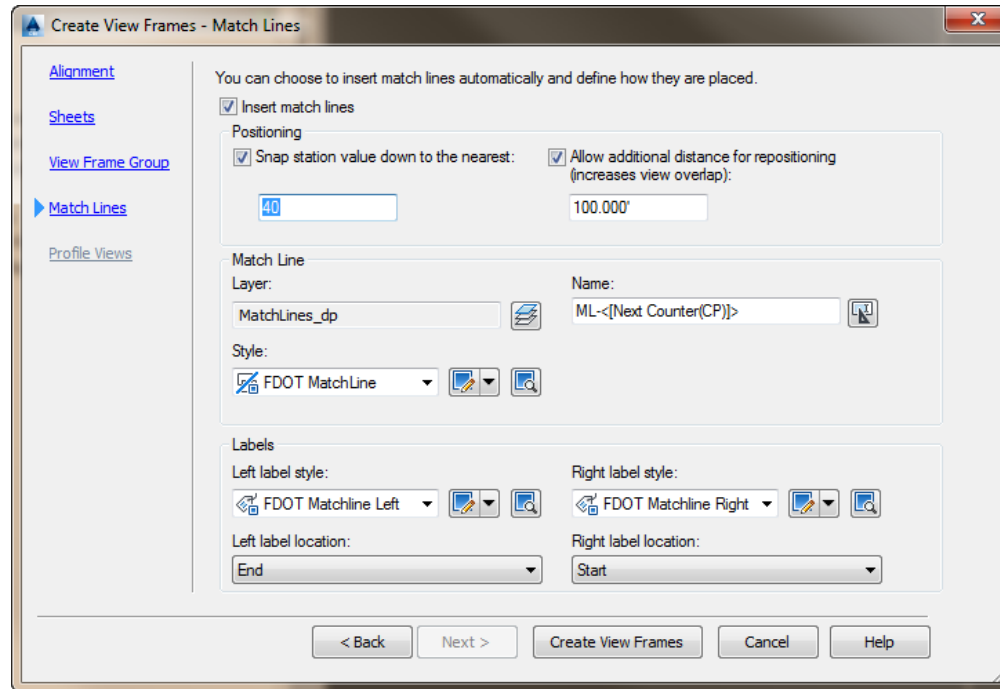 Create View Frames - Match Lines
Alignment
Sheets
View Frame Group
Match Lines
Profile Views
You can choose to insert match lines automatically and define how they are placed.
Insert match lines
Positioning
Snap station value down to the nearest:
40
Allow additional distance for repositioning
(increases view overlap):
100.000'
Match Line
Layer:
MatchLines_dp
Name:
ML-<[Next Counter(CP)]>
Style:
FDOT MatchLine
Labels
Left label style:
FDOT Matchline Left
Right label style:
FDOT Matchline Right
Left label location:
End
Right label location:
Start
< Back
Next >
Create View Frames
Cancel
Help